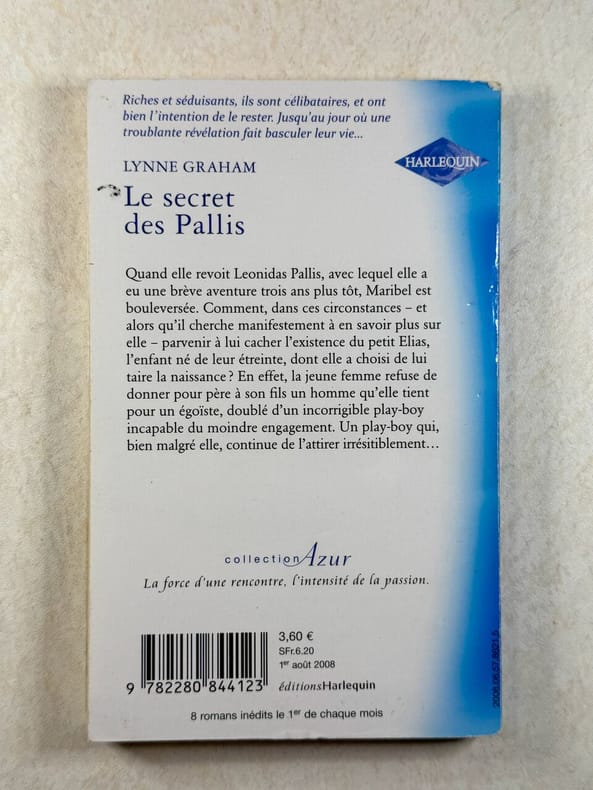 Riches et séduisants, ils sont célibataires, et ont
bien l'intention de le rester. Jusqu'au jour où une
troublante révélation fait basculer leur vie...
HARLEQUIN
LYNNE GRAHAM
Le secret
des Pallis
Quand elle revoit Leonidas Pallis, avec lequel elle a
eu une brève aventure trois ans plus tôt, Maribel est
bouleversée. Comment, dans ces circonstances – et
alors qu'il cherche manifestement à en savoir plus sur
elle – parvenir à lui cacher l'existence du petit Elias,
l'enfant né de leur étreinte, dont elle a choisi de lui
taire la naissance ? En effet, la jeune femme refuse de
donner pour père à son fils un homme qu'elle tient
pour un égoïste, doublé d'un incorrigible play-boy
incapable du moindre engagement. Un play-boy qui,
bien malgré elle, continue de l'attirer irrésitiblement...
collection Azur
La force d'une rencontre, l'intensité de la passion.
3,60 €
SFr.6.20
1er août 2008
9 782280 844123
éditionsHarlequin
8 romans inédits le 1er de chaque mois